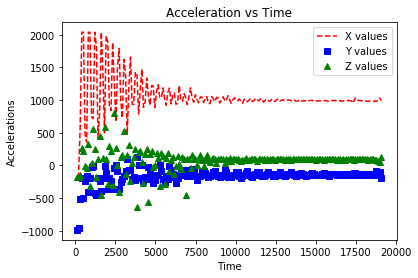 Acceleration vs Time
X values
Y values
Z values
2000
1500
1000
500
0
−500
−1000
Accelerations
0 2500 5000 7500 10000 12500 15000 17500 20000
Time